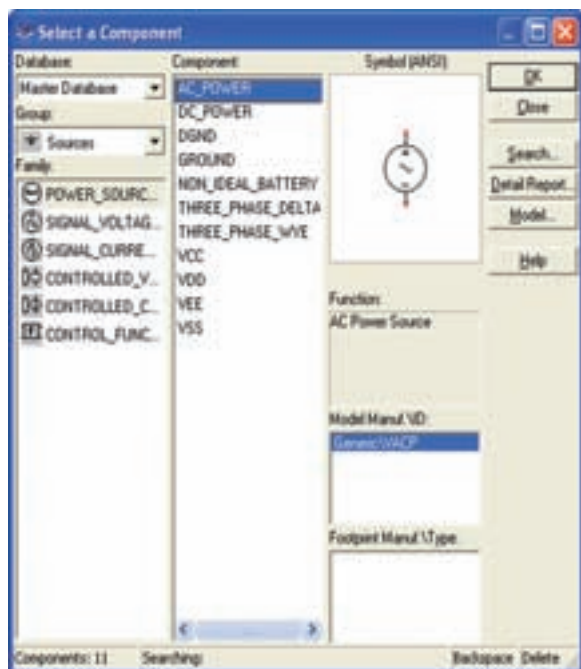 Select a Component
Database:
Master Database
Group:
Sources
Family:
POWER_SOURC...
SIGNAL_VOLTAG...
SIGNAL_CURRE...
CONTROLLED_V...
CONTROLLED_C...
CONTROL_FUNC...
Component:
AC_POWER
DC_POWER
DGND
GROUND
NON_IDEAL_BATTERY
THREE_PHASE_DELTA
THREE_PHASE_WYE
VCC
VDD
VEE
VSS
Symbol (ANSI)
Function:
AC Power Source
Model Manuf.\ID:
Generic\VACP
Footprint Manuf.\Type
OK
Close
Search...
Detail Report...
Model...
Help
Components: 11 Searching: Backspace Delete